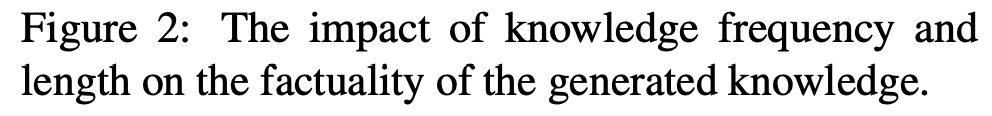 Figure 2: The impact of knowledge frequency and
length on the factuality of the generated knowledge.